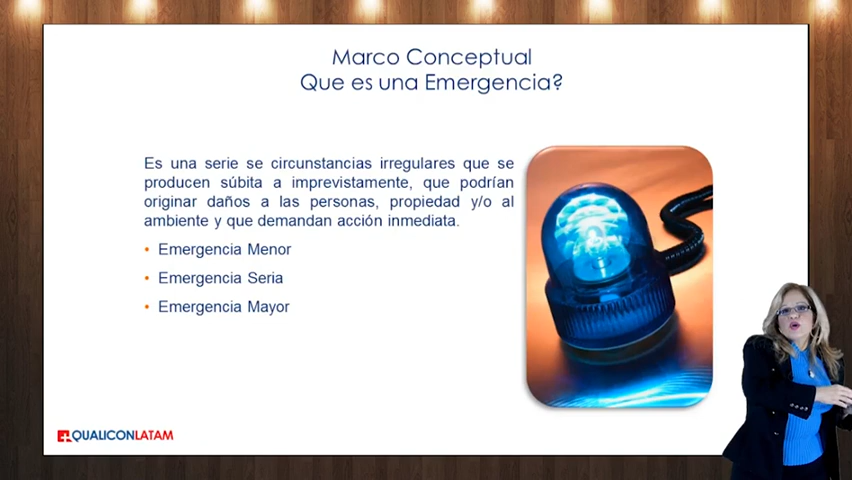 Marco Conceptual
Que es una Emergencia?
Es una serie se circunstancias irregulares que se
producen súbita a imprevistamente, que podrían
originar daños a las personas, propiedad y/o al
ambiente y que demandan acción inmediata.
• Emergencia Menor
• Emergencia Seria
• Emergencia Mayor
QUALICONLATAM